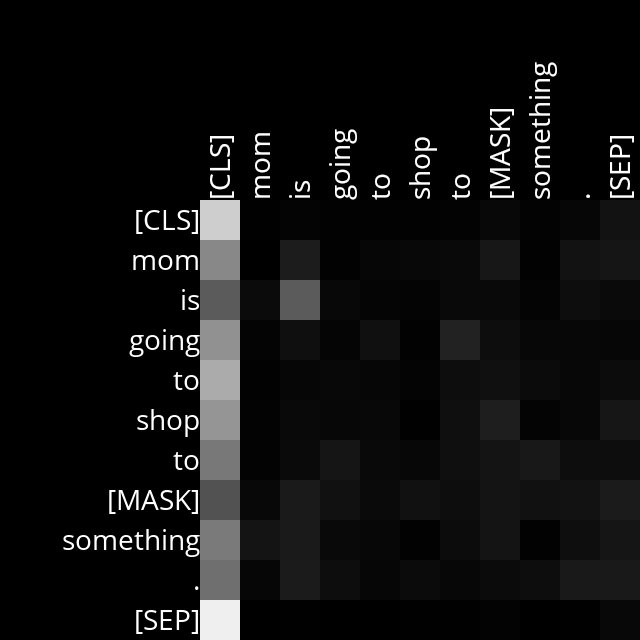 [CLS]
mom
is
going
to
shop
to
[MASK]
something
.
[SEP]
[CLS]
mom
is
going
to
shop
to
[MASK]
something
.
[SEP]